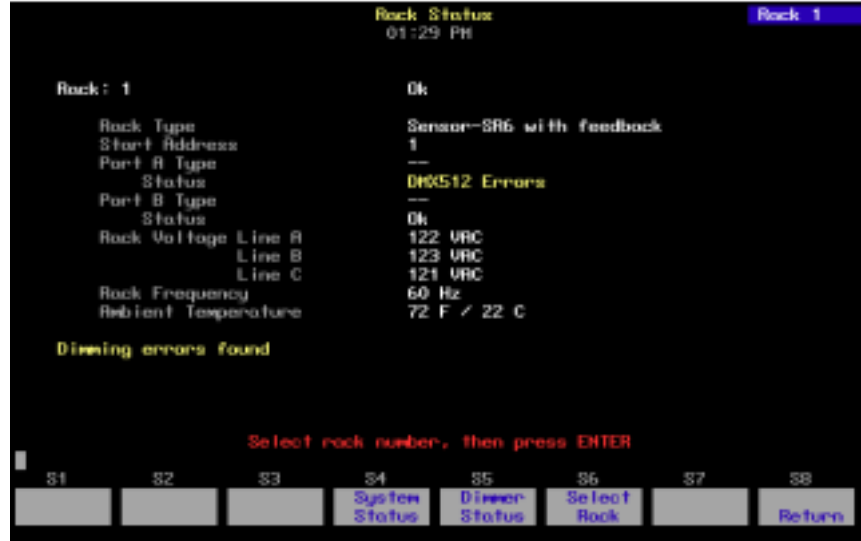 Rack Status
Rack 1
01:29 PM
Rack: 1 Ok
Rack Type Sensor-SR6 with feedback
Start Address 1
Port A Type --
Status DMX512 Errors
Port B Type --
Status Ok
Rack Voltage Line A 122 VAC
Line B 123 VAC
Line C 121 VAC
Rack Frequency 60 Hz
Ambient Temperature 72 F / 22 C
Dimming errors found
Select rack number, then press ENTER
S1 S2 S3 S4 S5 S6 S7 S8
System Dimmer Select
Status Status Rack Return